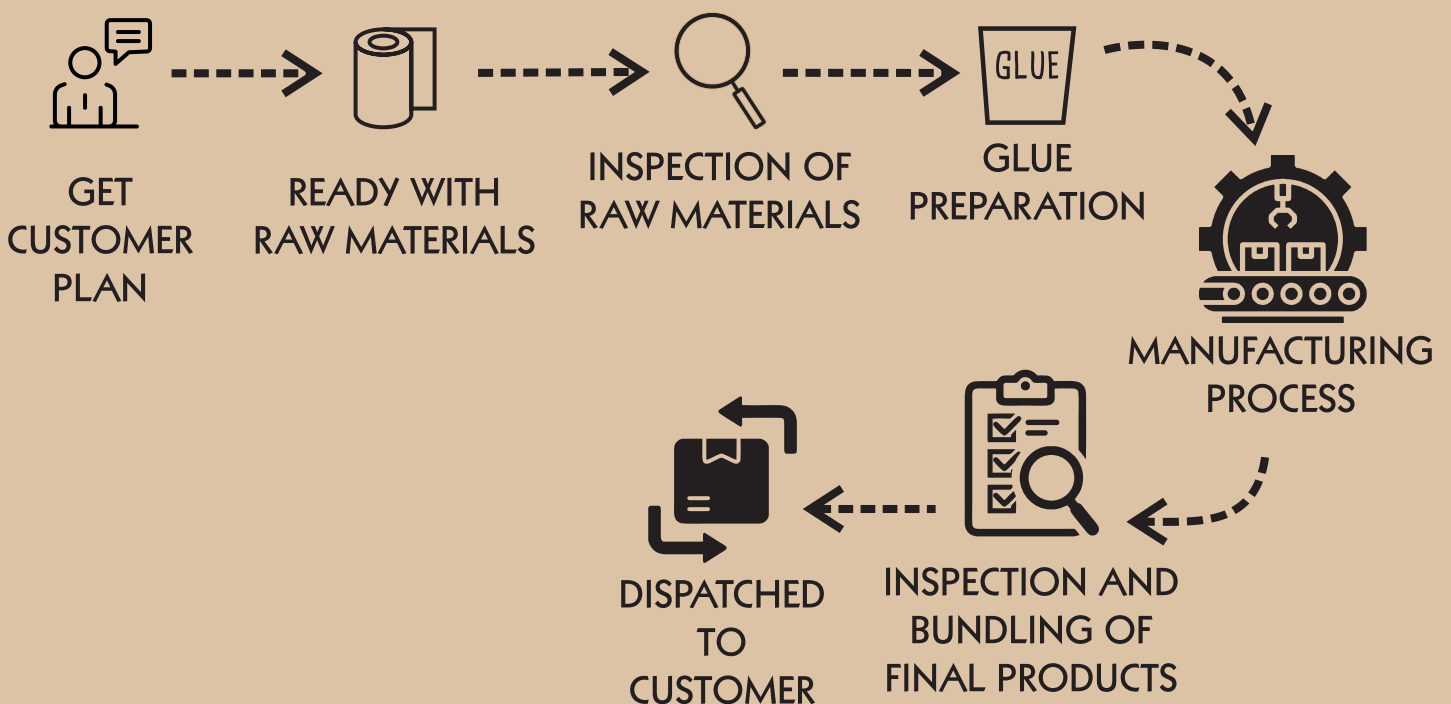 GET
CUSTOMER
PLAN
READY WITH
RAW MATERIALS
INSPECTION OF
RAW MATERIALS
GLUE
GLUE
PREPARATION
MANUFACTURING
PROCESS
INSPECTION AND
BUNDLING OF
FINAL PRODUCTS
DISPATCHED
TO
CUSTOMER